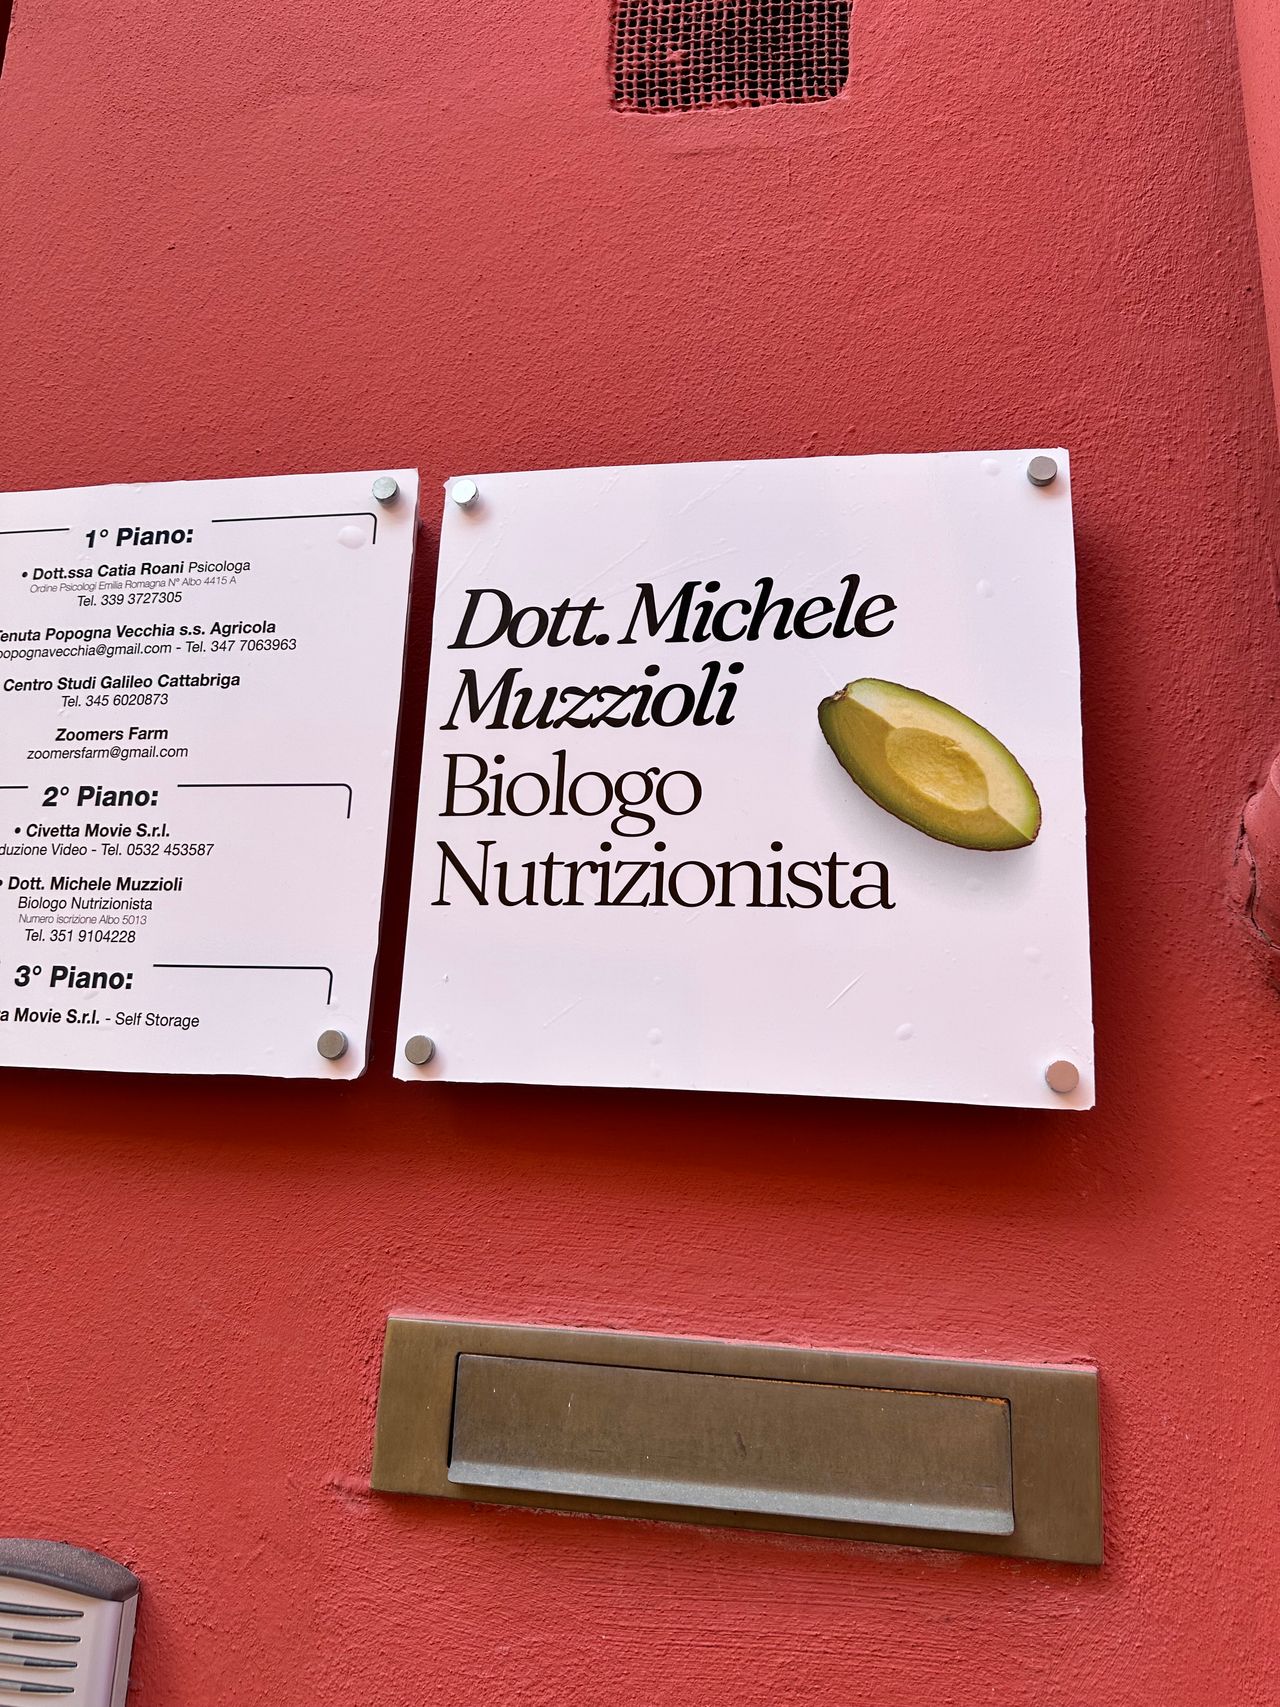 1° Piano:
• Dott.ssa Catia Roani Psicologa
Ordine Psicologi Emilia Romagna N° Albo 4415 A
Tel. 339 3727305
Tenuta Popogna Vecchia s.s. Agricola
popognavecchia@gmail.com - Tel. 347 7063963
Centro Studi Galileo Cattabriga
Tel. 345 6020873
Zoomers Farm
zoomersfarm@gmail.com
2° Piano:
• Civetta Movie S.r.l.
duzione Video - Tel. 0532 453587
• Dott. Michele Muzzioli
Biologo Nutrizionista
Numero iscrizione Albo 5013
Tel. 351 9104228
3° Piano:
a Movie S.r.l. - Self Storage
Dott. Michele
Muzzioli
Biologo
Nutrizionista